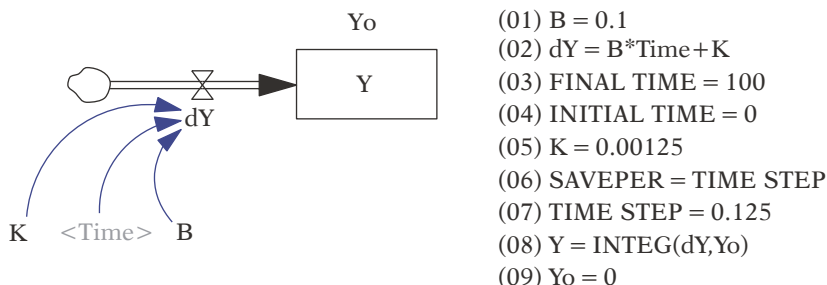 Yo
Y
dY
K
<Time>
B
(01) B = 0.1
(02) dY = B*Time+K
(03) FINAL TIME = 100
(04) INITIAL TIME = 0
(05) K = 0.00125
(06) SAVEPER = TIME STEP
(07) TIME STEP = 0.125
(08) Y = INTEG(dY,Yo)
(09) Yo = 0